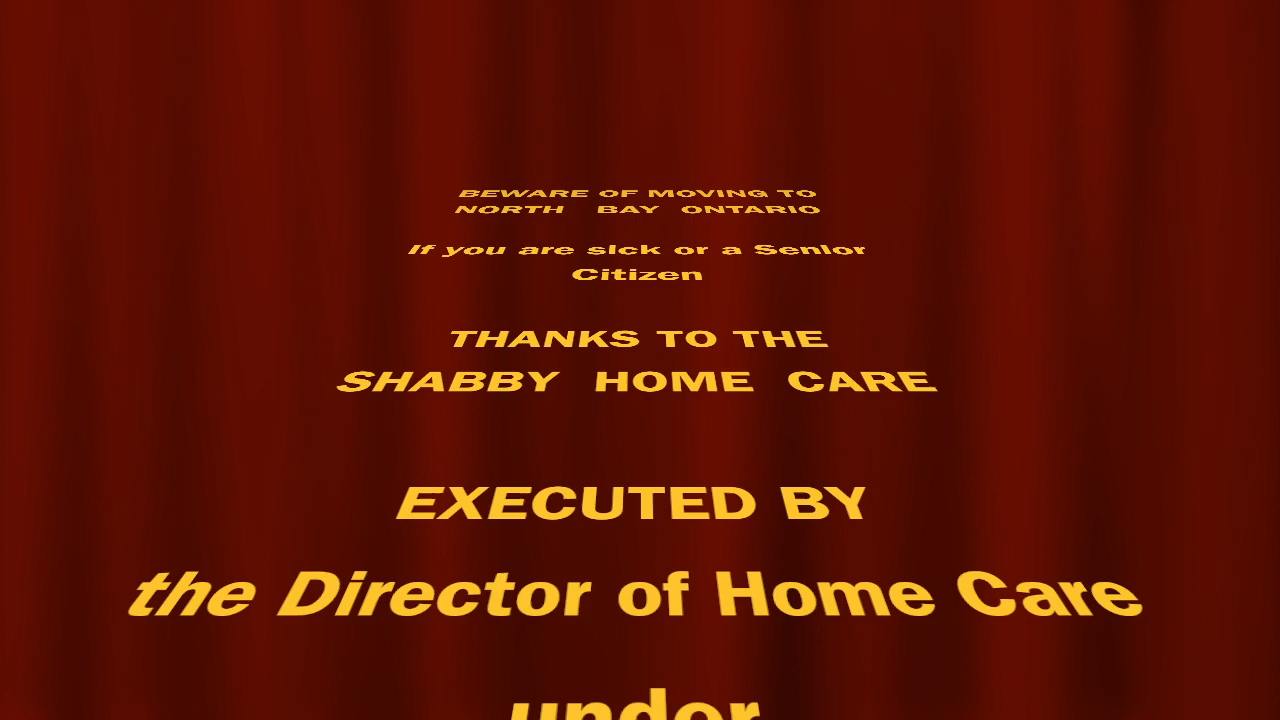 BEWARE OF MOVING TO
NORTH BAY ONTARIO
If you are sick or a Senior
Citizen
THANKS TO THE
SHABBY HOME CARE
EXECUTED BY
the Director of Home Care
under